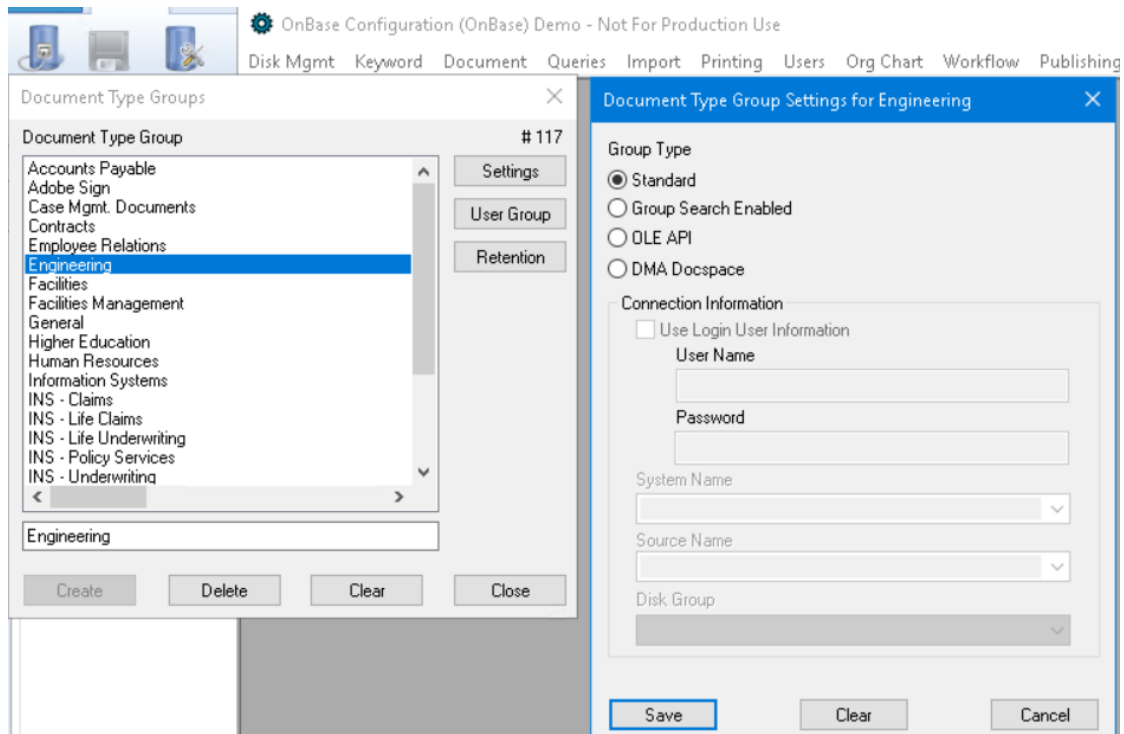 OnBase Configuration (OnBase) Demo - Not For Production Use
Disk Mgmt Keyword Document Queries Import Printing Users Org Chart Workflow Publishing
Document Type Groups
Document Type Group #117
Accounts Payable
Adobe Sign
Case Mgmt. Documents
Contracts
Employee Relations
Engineering
Facilities
Facilities Management
General
Higher Education
Human Resources
Information Systems
INS - Claims
INS - Life Claims
INS - Life Underwriting
INS - Policy Services
INS - Underwriting
Settings
User Group
Retention
Engineering
Create Delete Clear Close
Document Type Group Settings for Engineering
Group Type
Standard
Group Search Enabled
OLE API
DMA Docspace
Connection Information
Use Login User Information
User Name
Password
System Name
Source Name
Disk Group
Save Clear Cancel